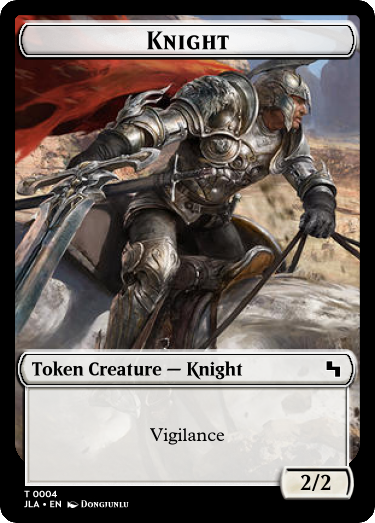 Knight
Token Creature — Knight
Vigilance
2/2
T 0004
JLA • EN Dongjunlu